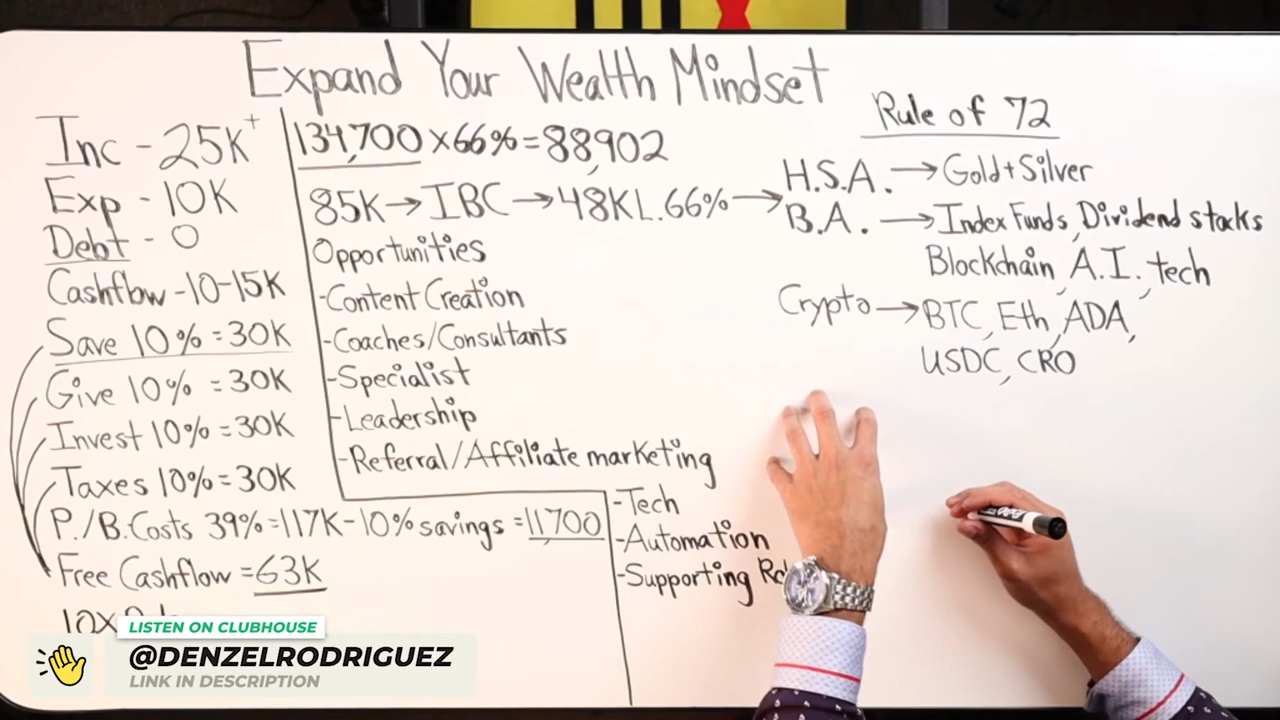 Expand Your Wealth Mindset
Inc - 25K+
Exp - 10K
Debt - 0
Cashflow - 10-15K
Save 10% = 30K
Give 10% = 30K
Invest 10% = 30K
Taxes 10% = 30K
P./B. Costs 39% = 117K - 10% savings = 11,700
Free Cashflow = 63K
134,700 x 66% = 88,902
85K → IBC → 48K L. 66% →
Opportunities
-Content Creation
-Coaches/Consultants
-Specialist
-Leadership
-Referral/Affiliate marketing
-Tech
-Automation
-Supporting
Rule of 72
H.S.A. → Gold + Silver
B.A. → Index Funds, Dividend stacks
Blockchain, A.I., tech
Crypto → BTC, Eth, ADA,
USDC, CRO
LISTEN ON CLUBHOUSE
@DENZELRODRIGUEZ
LINK IN DESCRIPTION